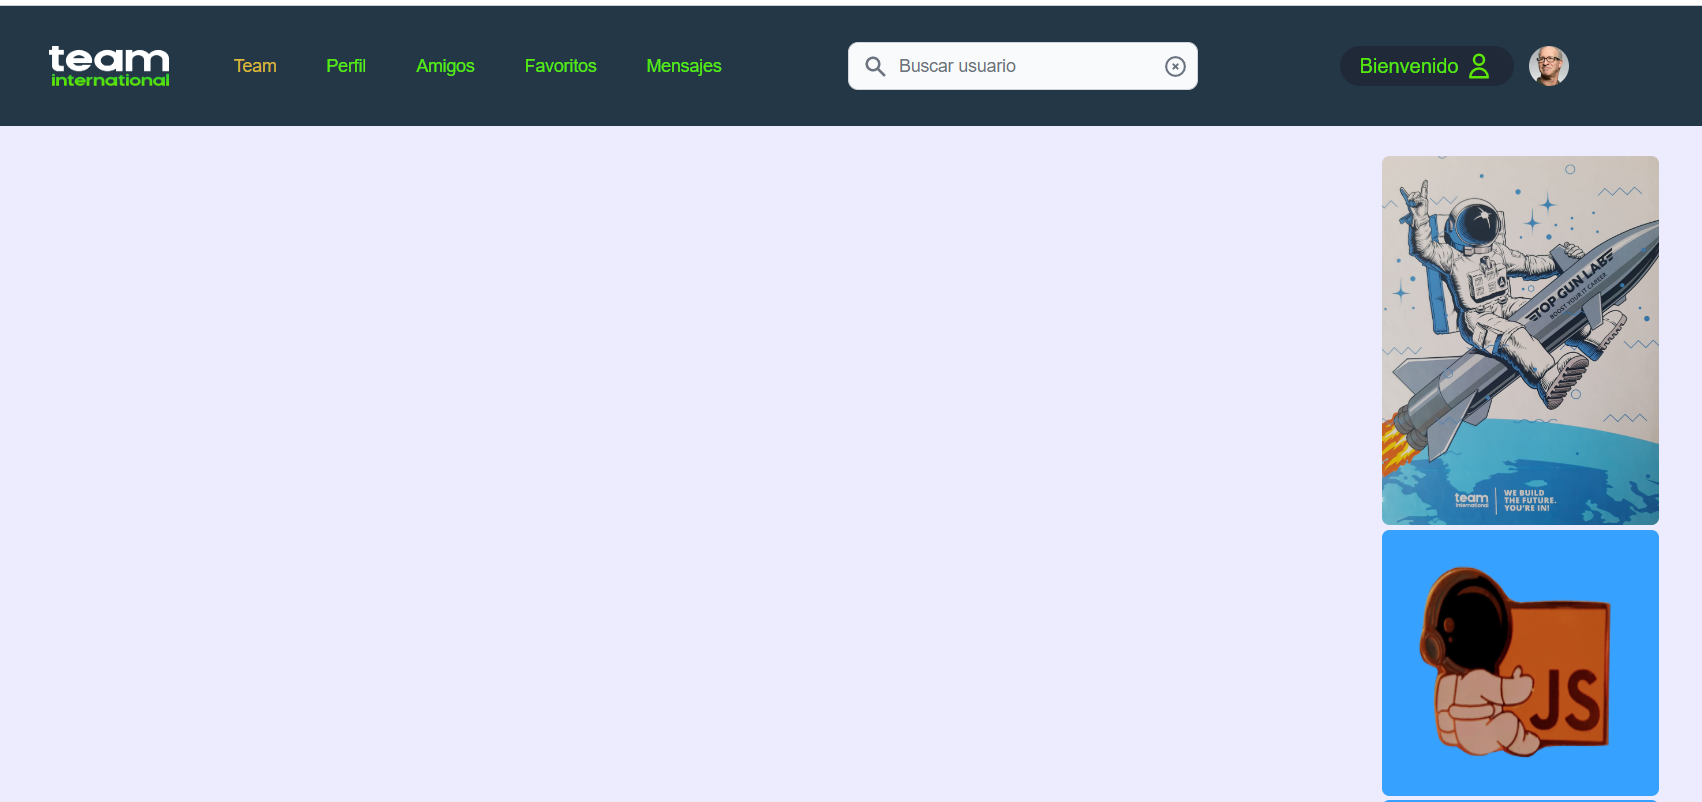 team
international
Team
Perfil
Amigos
Favoritos
Mensajes
Buscar usuario
Bienvenido
TOP GUN LAB
BOOST YOUR IT CAREER
team
international
WE BUILD
THE FUTURE.
YOU'RE IN!
JS